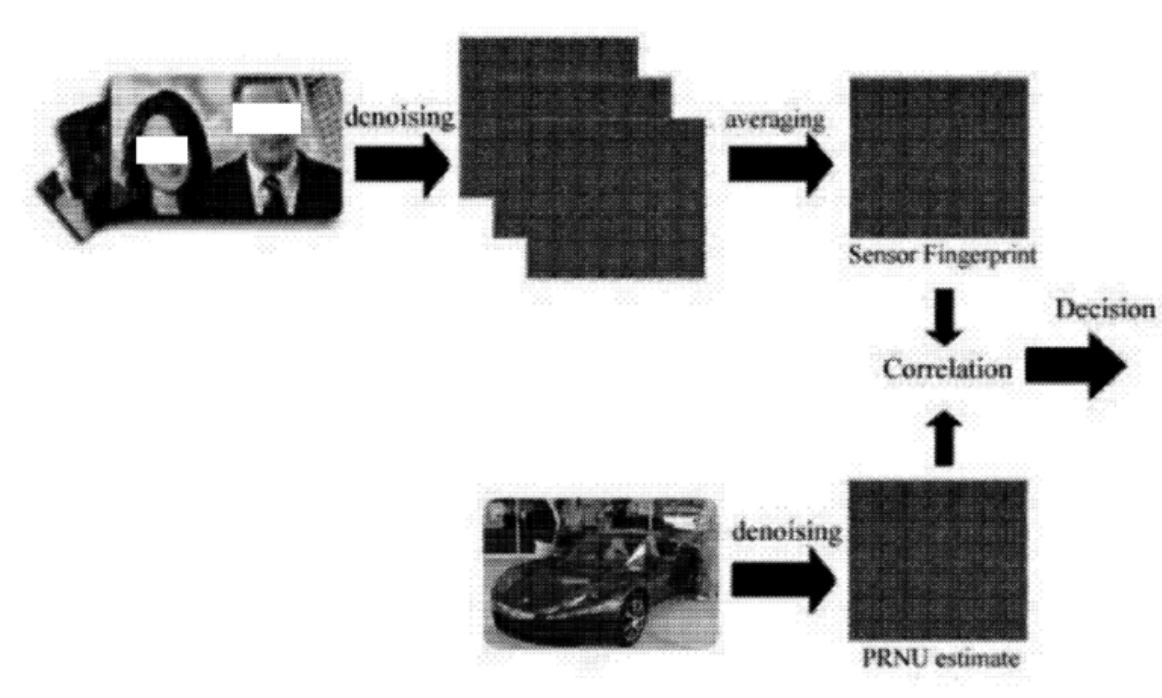 denoising
averaging
Sensor Fingerprint
Decision
Correlation
denoising
PRNU estimate